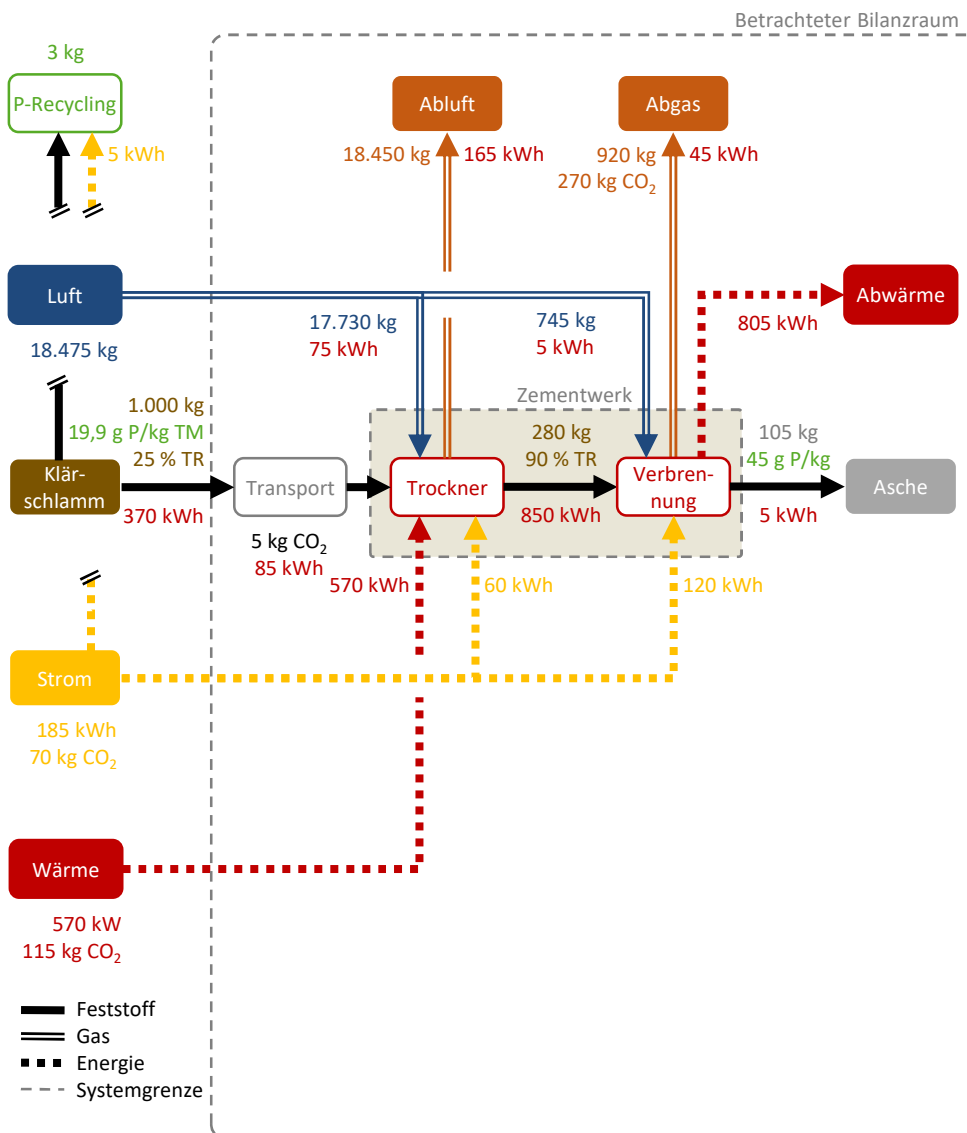 Betrachteter Bilanzraum
3 kg
P-Recycling
5 kWh
Abluft
18.450 kg
165 kWh
Abgas
920 kg
270 kg CO₂
45 kWh
Luft
18.475 kg
17.730 kg
75 kWh
745 kg
5 kWh
Abwärme
805 kWh
Zementwerk
1.000 kg
19,9 g P/kg TM
25 % TR
Klär-
schlamm
370 kWh
Transport
5 kg CO₂
85 kWh
Trockner
280 kg
90 % TR
850 kWh
Verbren-
nung
105 kg
45 g P/kg
5 kWh
Asche
570 kWh
60 kWh
120 kWh
Strom
185 kWh
70 kg CO₂
Wärme
570 kW
115 kg CO₂
Feststoff
Gas
Energie
Systemgrenze